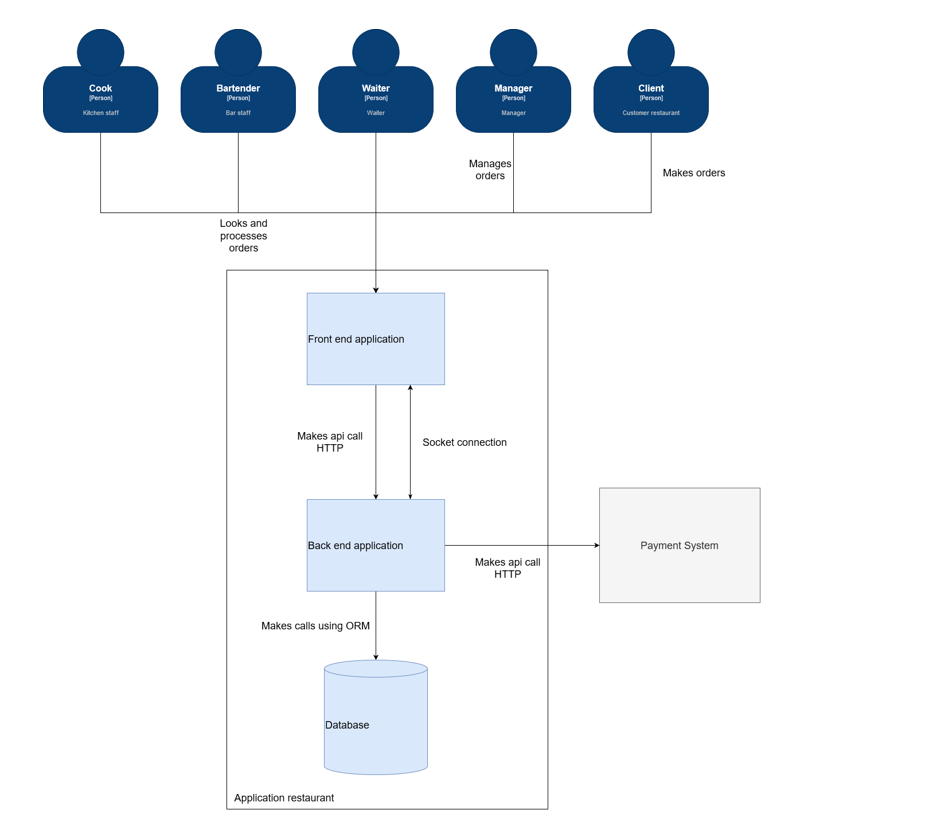 Cook
[Person]
Kitchen staff
Bartender
[Person]
Bar staff
Waiter
[Person]
Waiter
Manager
[Person]
Manager
Client
[Person]
Customer restaurant
Manages
orders
Makes orders
Looks and
processes
orders
Front end application
Makes api call
HTTP
Socket connection
Back end application
Makes api call
HTTP
Payment System
Makes calls using ORM
Database
Application restaurant